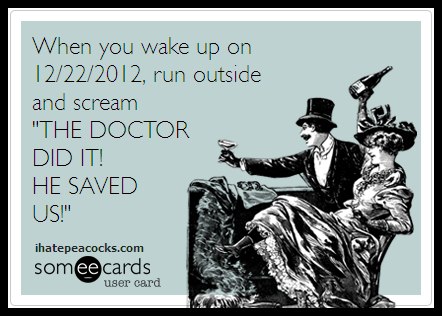 When you wake up on
12/22/2012, run outside
and scream
"THE DOCTOR
DID IT!
HE SAVED
US!"
ihatepeacocks.com
someecards
user card